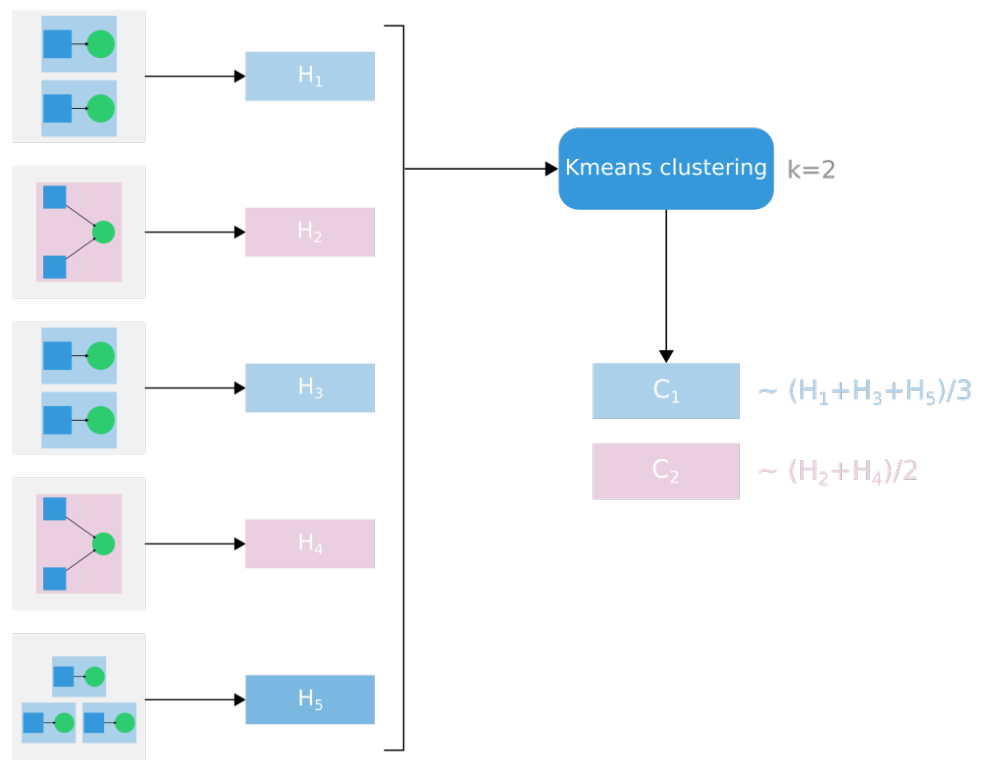 H₁
H₂
H₃
H₄
H₅
Kmeans clustering
k=2
C₁
~ (H₁+H₃+H₅)/3
C₂
~ (H₂+H₄)/2